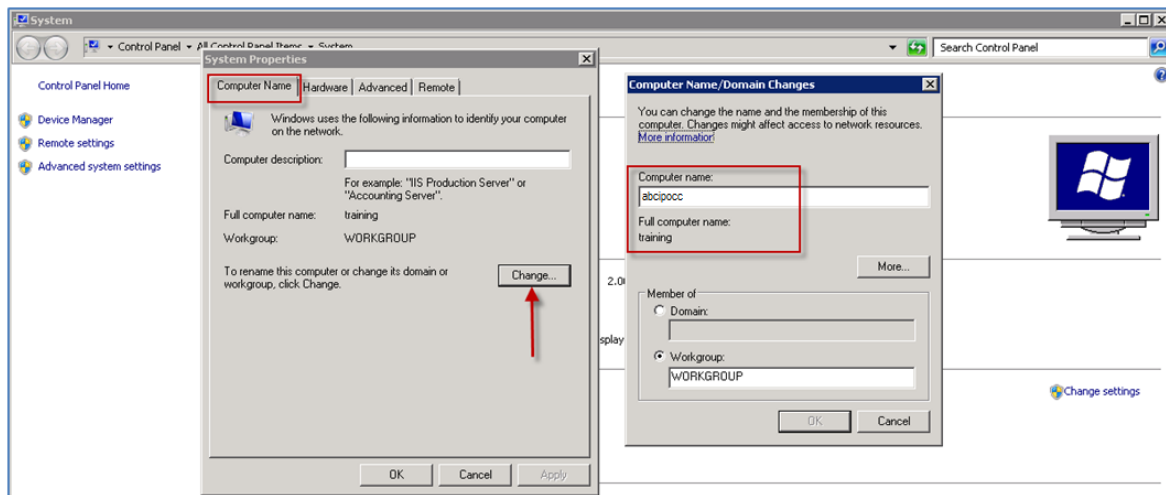 System
Control Panel ▾ All Control Panel Items ▾ System
Search Control Panel
Control Panel Home
Device Manager
Remote settings
Advanced system settings
System Properties
Computer Name
Hardware
Advanced
Remote
Windows uses the following information to identify your computer
on the network.
Computer description:
For example: "IIS Production Server" or
"Accounting Server".
Full computer name: training
Workgroup: WORKGROUP
To rename this computer or change its domain or
workgroup, click Change.
Change...
OK
Cancel
Apply
2.0
splay
Computer Name/Domain Changes
You can change the name and the membership of this
computer. Changes might affect access to network resources.
More information
Computer name:
abcipocc
Full computer name:
training
More...
Member of
Domain:
Workgroup:
WORKGROUP
OK
Cancel
Change settings